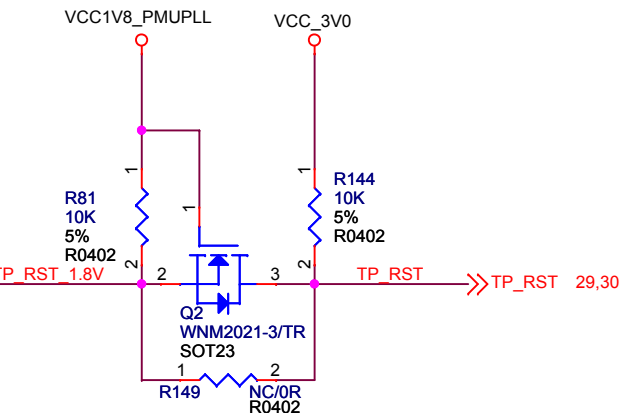 VCC1V8_PMUPLL
VCC_3V0
1
1
R81
10K
5%
R0402
1
R144
10K
5%
R0402
2
2
TP_RST_1.8V
2
3
TP_RST
TP_RST 29,30
Q2
WNM2021-3/TR
SOT23
1
2
R149
NC/0R
R0402